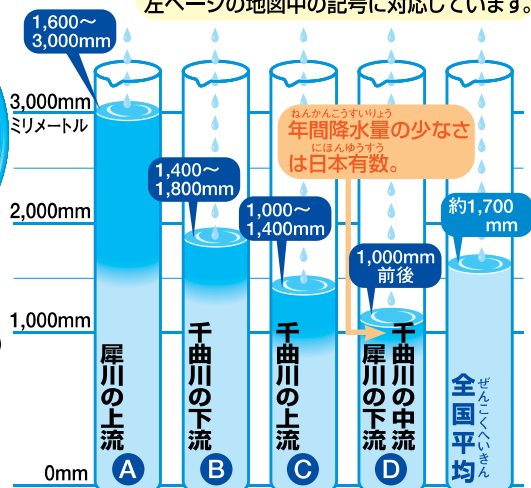 左ページの地図中の記号に対応しています。
1,600～
3,000mm
3,000mm
ミリメートル
ねんかんこうすいりょう
年間降水量の少なさ
にほんゆうすう
は日本有数。
1,400～
1,800mm
2,000mm
1,000～
1,400mm
約1,700
mm
1,000mm
前後
1,000mm
犀川の上流
千曲川の下流
千曲川の上流
千曲川の中流
犀川の下流
全国平均
ぜんこくへいきん
0mm
A
B
C
D